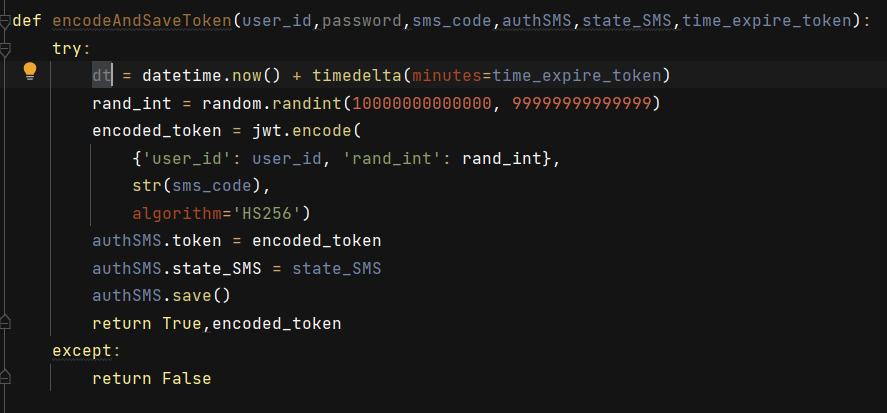 def encodeAndSaveToken(user_id,password,sms_code,authSMS,state_SMS,time_expire_token):
    try:
        dt = datetime.now() + timedelta(minutes=time_expire_token)
        rand_int = random.randint(10000000000000, 99999999999999)
        encoded_token = jwt.encode(
            {'user_id': user_id, 'rand_int': rand_int},
            str(sms_code),
            algorithm='HS256')
        authSMS.token = encoded_token
        authSMS.state_SMS = state_SMS
        authSMS.save()
        return True,encoded_token
    except:
        return False